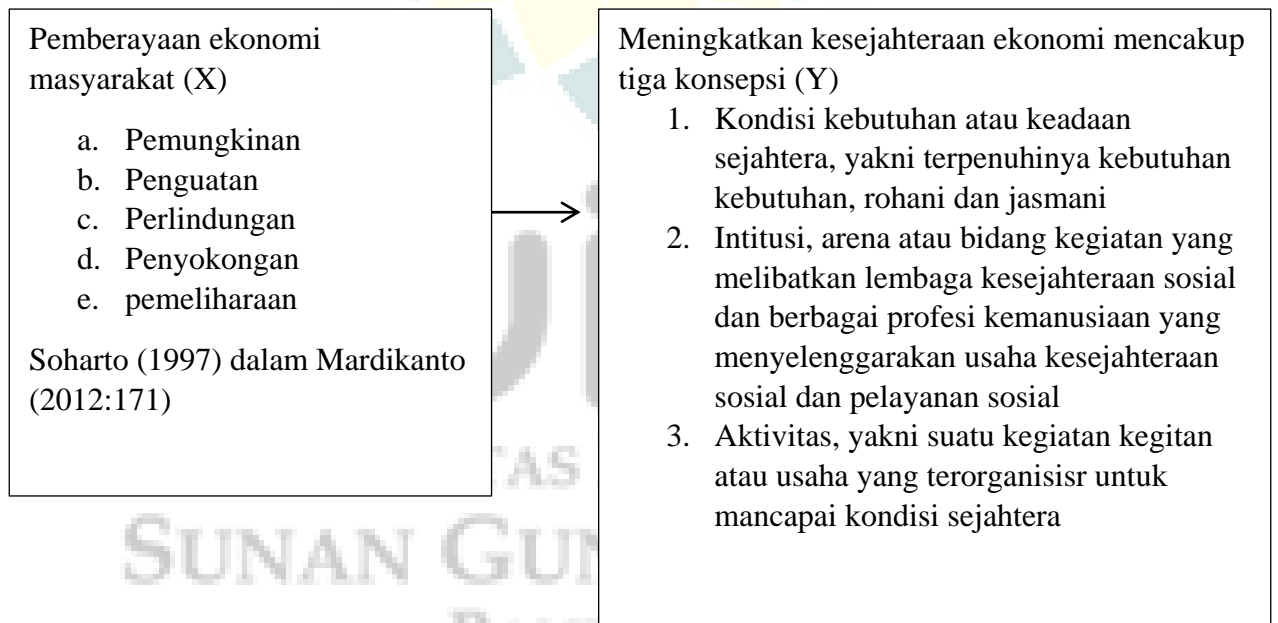 Pemberayaan ekonomi
masyarakat (X)
a. Pemungkinan
b. Penguatan
c. Perlindungan
d. Penyokongan
e. pemeliharaan
Soharto (1997) dalam Mardikanto
(2012:171)
Meningkatkan kesejahteraan ekonomi mencakup
tiga konsepsi (Y)
1. Kondisi kebutuhan atau keadaan
sejahtera, yakni terpenuhinya kebutuhan
kebutuhan, rohani dan jasmani
2. Intitusi, arena atau bidang kegiatan yang
melibatkan lembaga kesejahteraan sosial
dan berbagai profesi kemanusiaan yang
menyelenggarakan usaha kesejahteraan
sosial dan pelayanan sosial
3. Aktivitas, yakni suatu kegiatan kegitan
atau usaha yang terorganisisr untuk
mancapai kondisi sejahtera
SUNAN